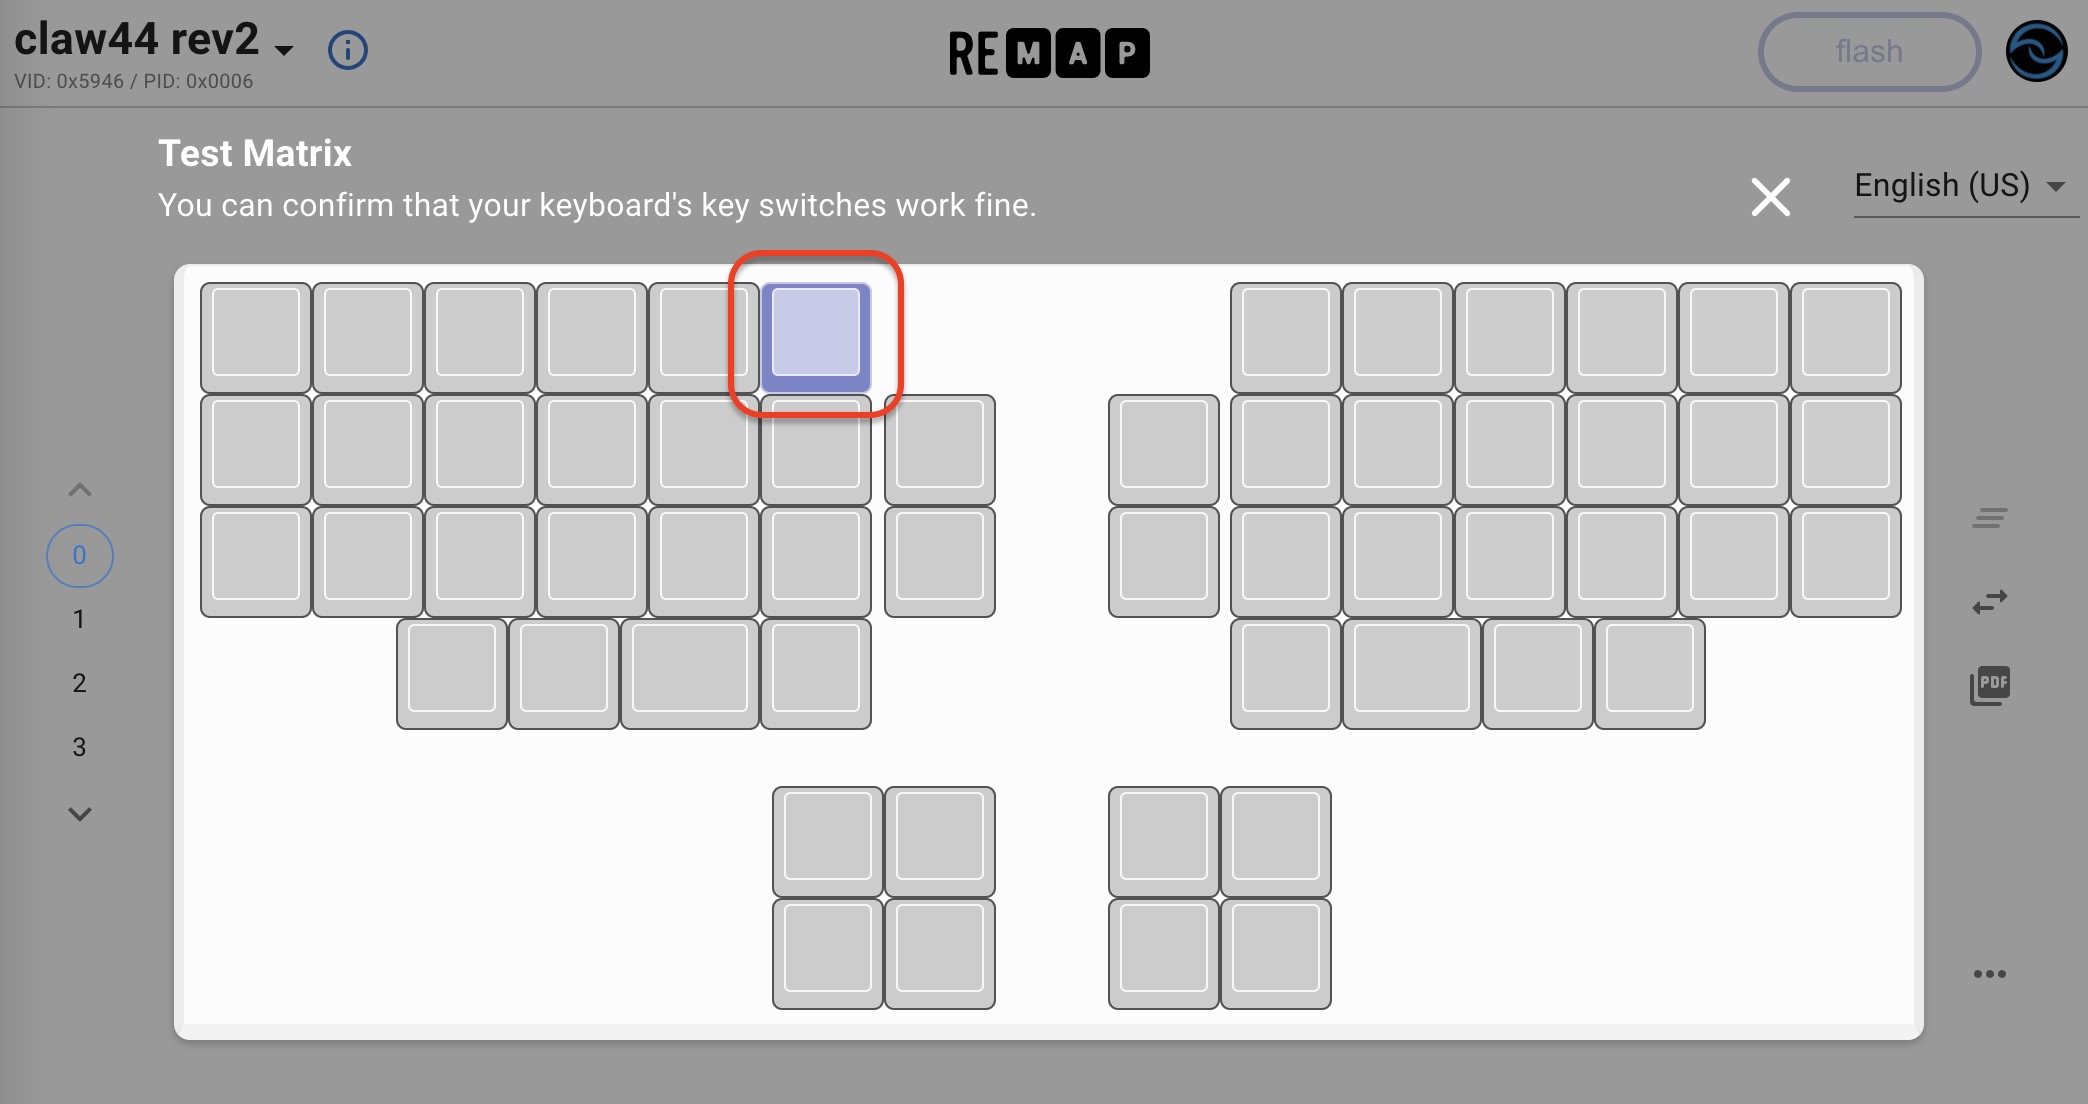 claw44 rev2
VID: 0x5946 / PID: 0x0006
REMAP
flash
Test Matrix
You can confirm that your keyboard's key switches work fine.
English (US)
0
1
2
3
PDF